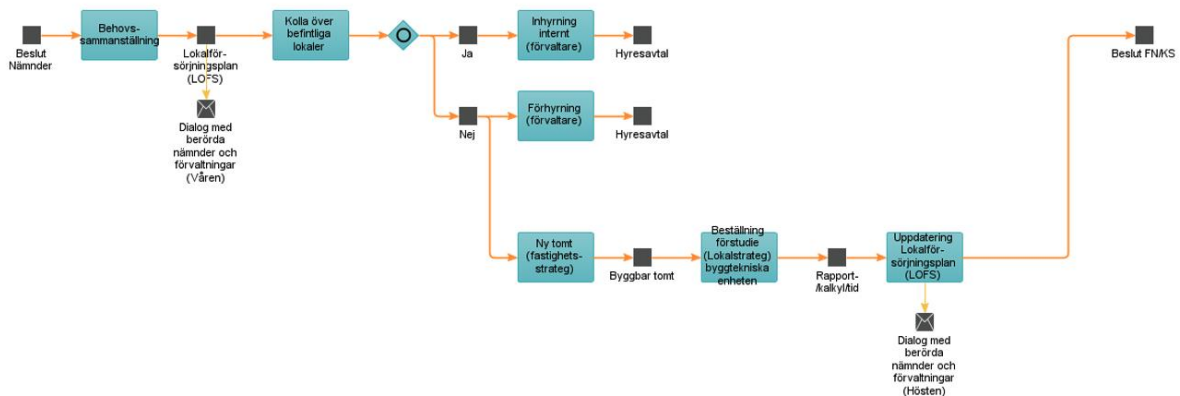 Beslut
Nämnder
Behovs-
sammanställning
Lokalför-
sörjningsplan
(LOFS)
Dialog med
berörda
nämnder och
förvaltningar
(Våren)
Kolla över
befintliga
lokaler
Ja
Inhyrning
internt
(förvaltare)
Hyresavtal
Nej
Förhyrning
(förvaltare)
Hyresavtal
Ny tomt
(fastighets-
strateg)
Byggbar tomt
Beställning
förstudie
(Lokalstrateg)
byggtekniska
enheten
Rapport-
/kalkyl/tid
Uppdatering
Lokalför-
sörjningsplan
(LOFS)
Dialog med
berörda
nämnder och
förvaltningar
(Hösten)
Beslut FN/KS